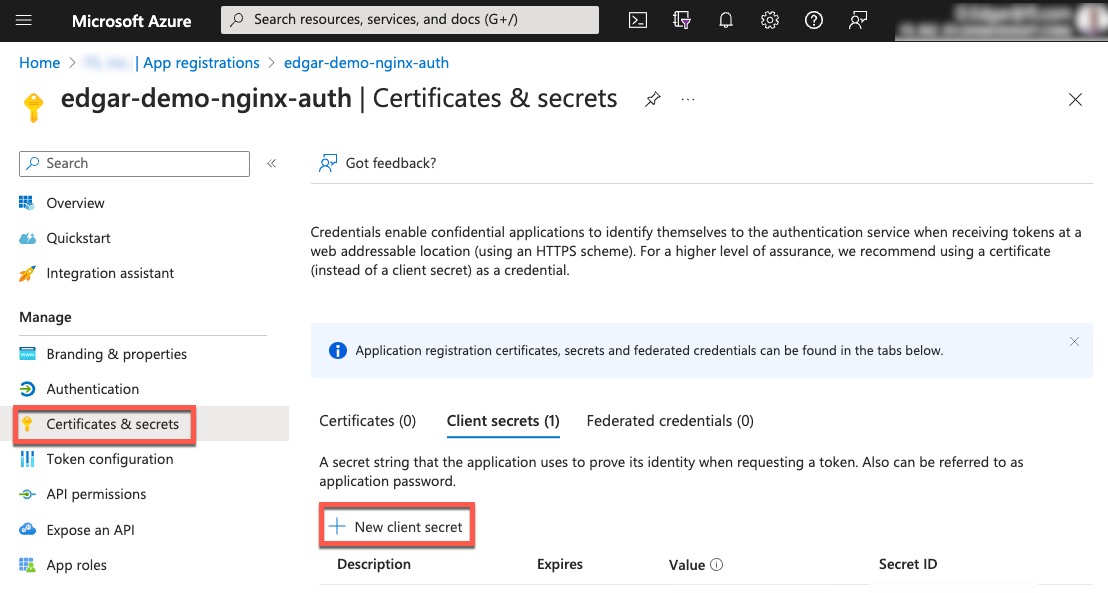 Microsoft Azure
Search resources, services, and docs (G+/)
Home > | App registrations > edgar-demo-nginx-auth
edgar-demo-nginx-auth | Certificates & secrets
Search
Got feedback?
Overview
Quickstart
Integration assistant
Manage
Branding & properties
Authentication
Certificates & secrets
Token configuration
API permissions
Expose an API
App roles
Credentials enable confidential applications to identify themselves to the authentication service when receiving tokens at a
web addressable location (using an HTTPS scheme). For a higher level of assurance, we recommend using a certificate
(instead of a client secret) as a credential.
Application registration certificates, secrets and federated credentials can be found in the tabs below.
Certificates (0) Client secrets (1) Federated credentials (0)
A secret string that the application uses to prove its identity when requesting a token. Also can be referred to as
application password.
New client secret
Description Expires Value Secret ID